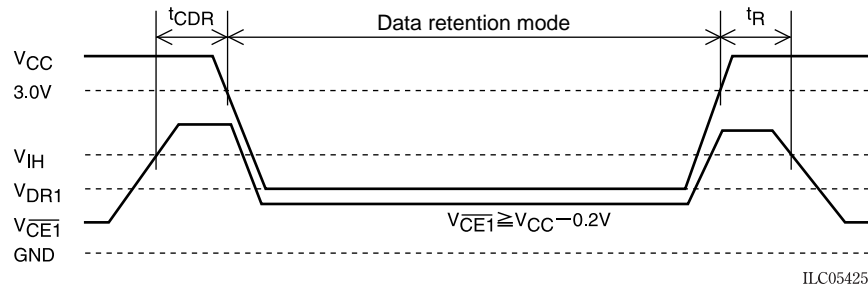 tCDR
Data retention mode
tR
VCC
3.0V
VIH
VDR1
VCE1
VCE1≧VCC−0.2V
GND
ILC05425